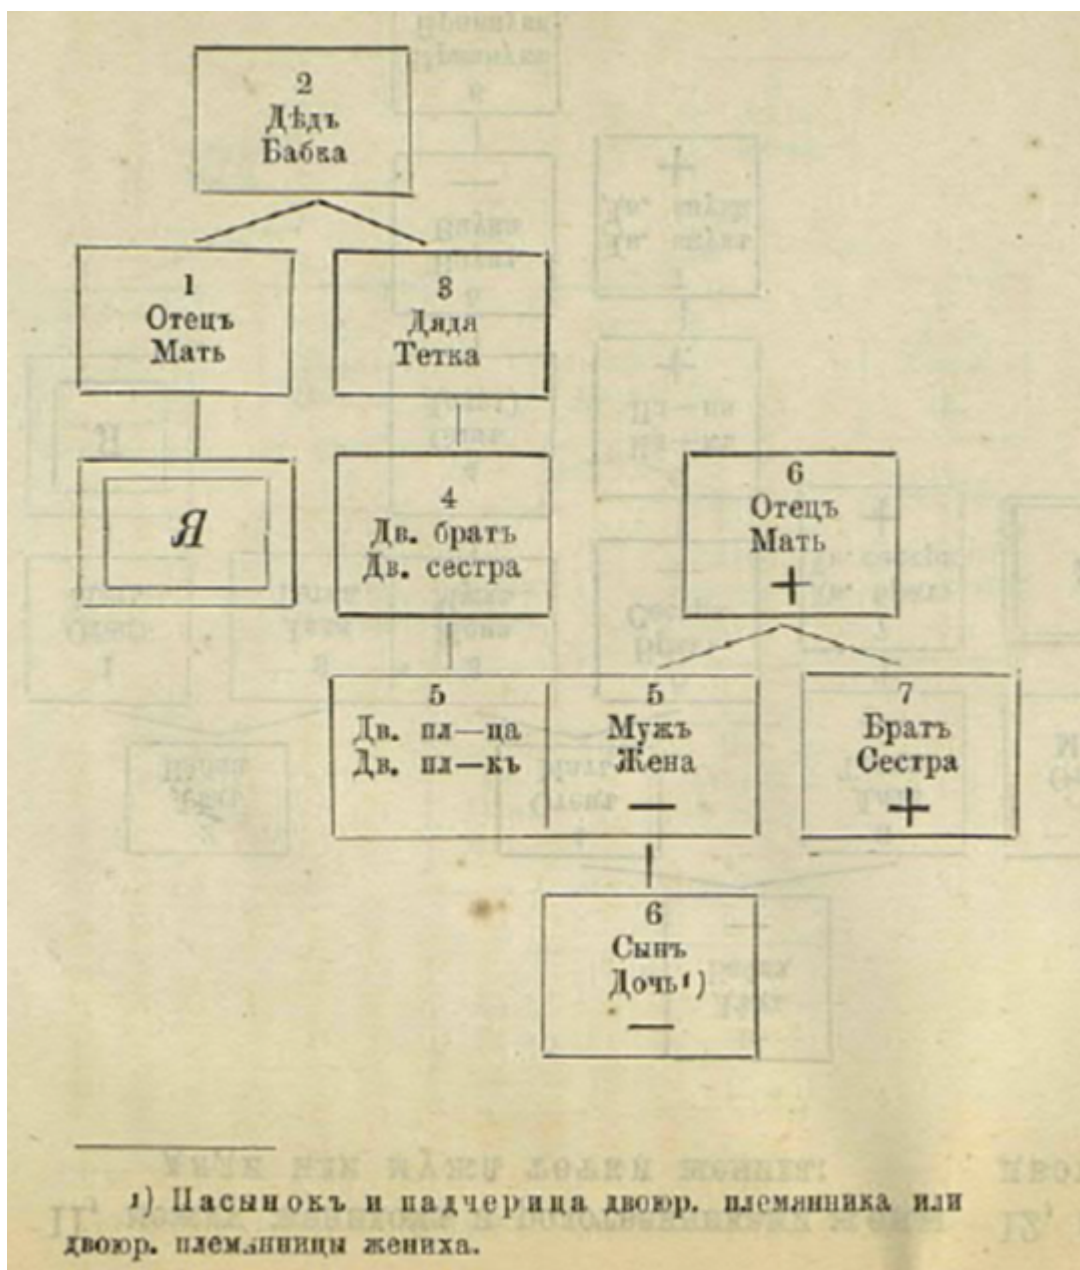 2
Дѣдъ
Бабка
1
Отецъ
Мать
3
Дядя
Тетка
Я
4
Дв. братъ
Дв. сестра
6
Отецъ
Мать
+
5
Дв. пл—ца
Дв. пл—къ
5
Мужъ
Жена
—
7
Братъ
Сестра
+
6
Сынъ
Дочь¹)
—
¹) Пасынокъ и падчерица двоюр. племянника или
двоюр. племянницы жениха.